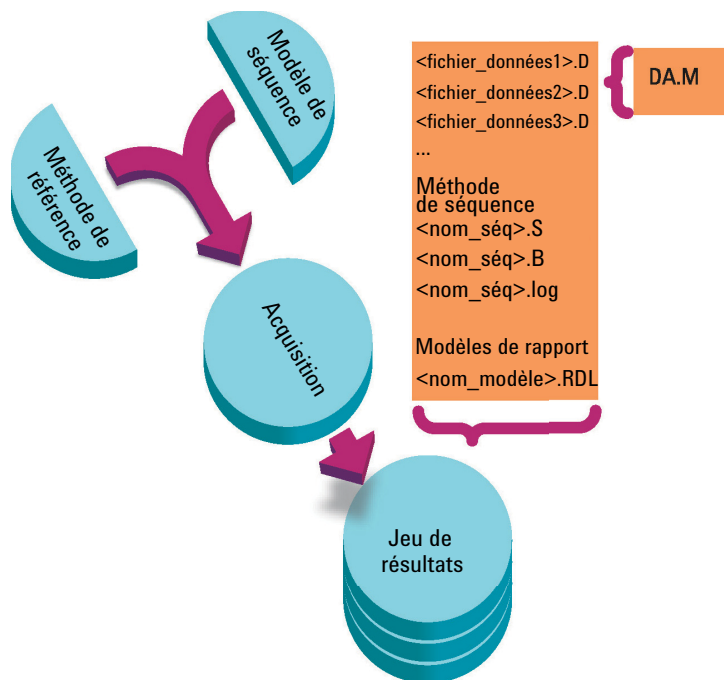 Modèle de
séquence
Méthode de
référence
Acquisition
Jeu de
résultats
<fichier_données1>.D
<fichier_données2>.D
<fichier_données3>.D
...
Méthode
de séquence
<nom_séq>.S
<nom_séq>.B
<nom_séq>.log
Modèles de rapport
<nom_modèle>.RDL
DA.M